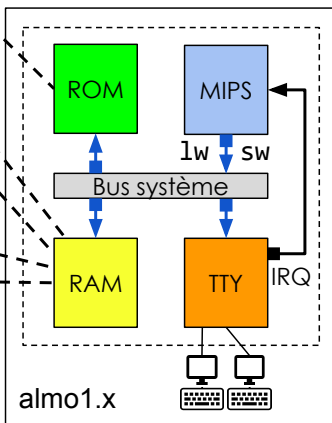 ROM
MIPS
lw sw
Bus système
RAM
TTY
IRQ
almo1.x